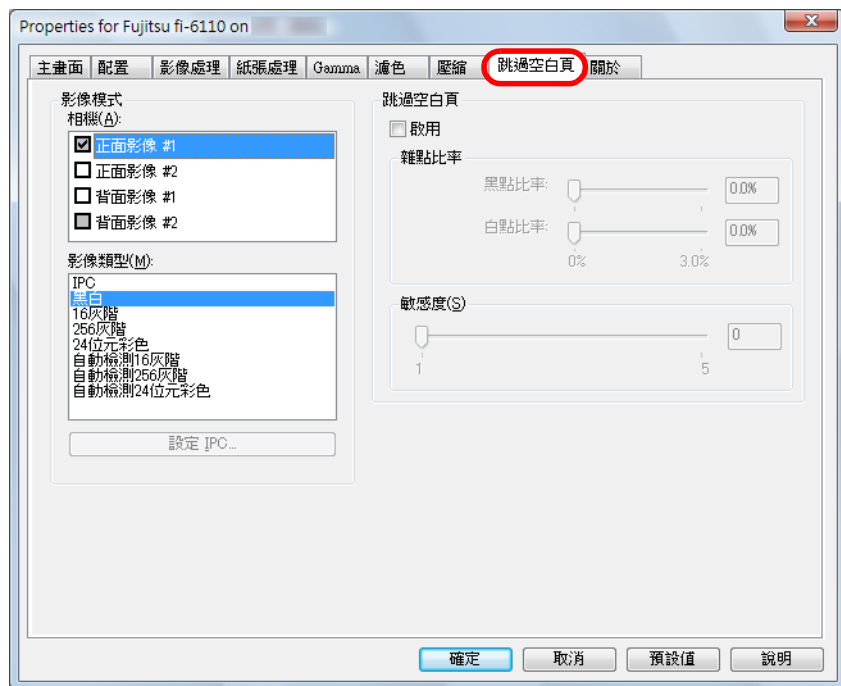 Properties for Fujitsu fi-6110 on
主畫面 配置 影像處理 紙張處理 Gamma 濾色 壓縮 跳過空白頁 關於
影像模式
相機(A):
正面影像 #1
正面影像 #2
背面影像 #1
背面影像 #2
影像類型(M):
IPC
黑白
16灰階
256灰階
24位元彩色
自動檢測16灰階
自動檢測256灰階
自動檢測24位元彩色
設定 IPC...
跳過空白頁
啟用
雜點比率
黑點比率: 0.0%
白點比率: 0.0%
0% 3.0%
敏感度(S)
0
1 5
確定 取消 預設值 說明